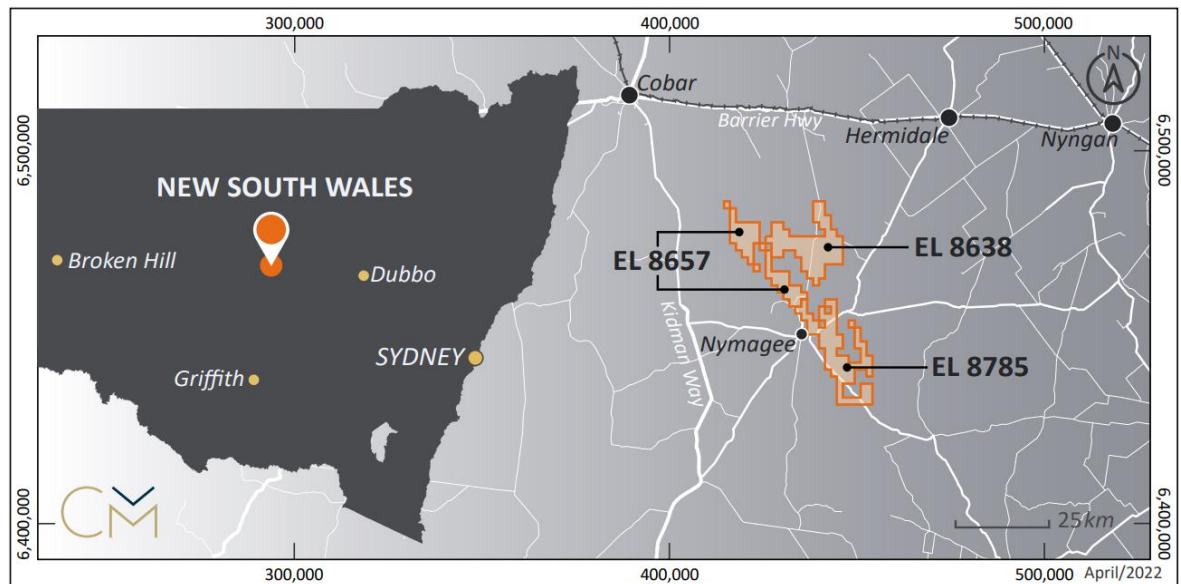 300,000
400,000
500,000
N
Cobar
Barrier Hwy
Hermidale
Nyngan
6,500,000
6,500,000
NEW SOUTH WALES
Broken Hill
Dubbo
SYDNEY
Griffith
EL 8657
EL 8638
Kidman Way
Nymagee
EL 8785
CM
25km
6,400,000
6,400,000
300,000
400,000
500,000
April/2022